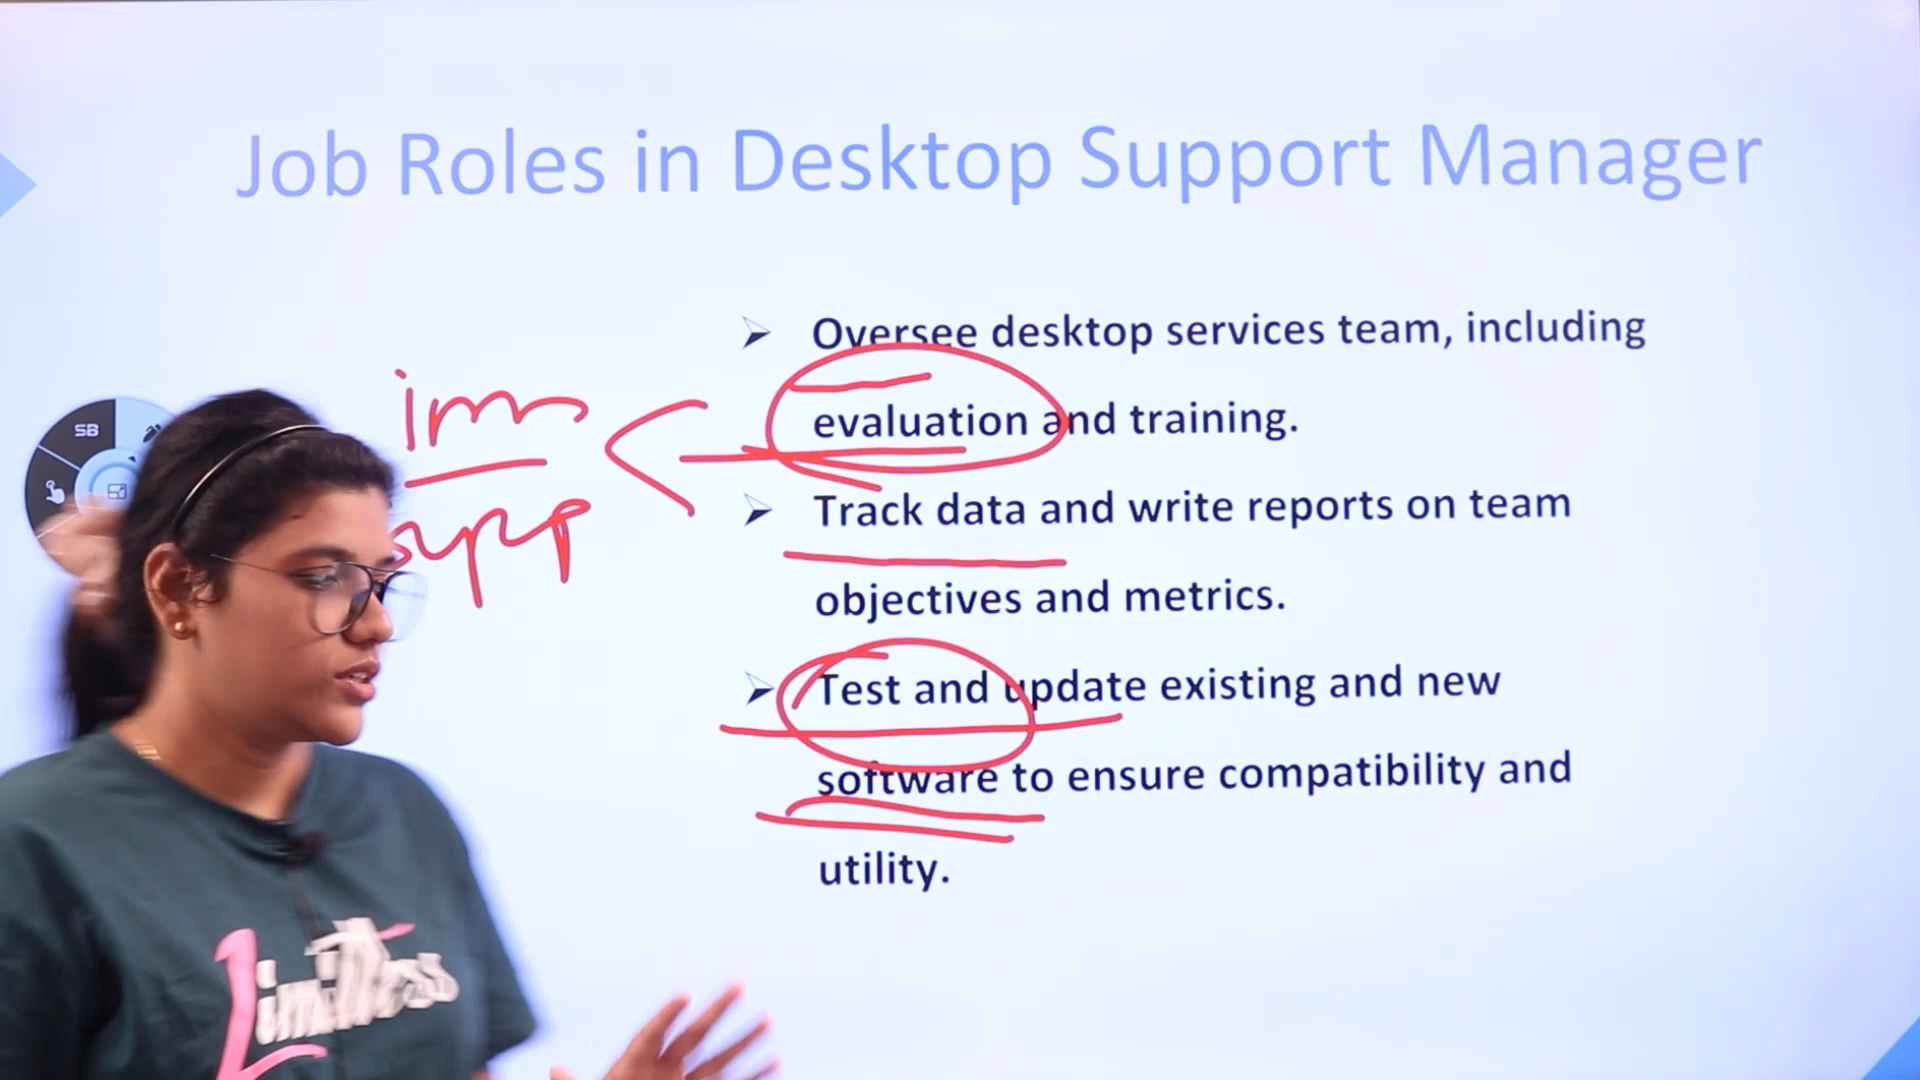 Job Roles in Desktop Support Manager
Oversee desktop services team, including
evaluation and training.
Track data and write reports on team
objectives and metrics.
Test and update existing and new
software to ensure compatibility and
utility.
SB
Limitless